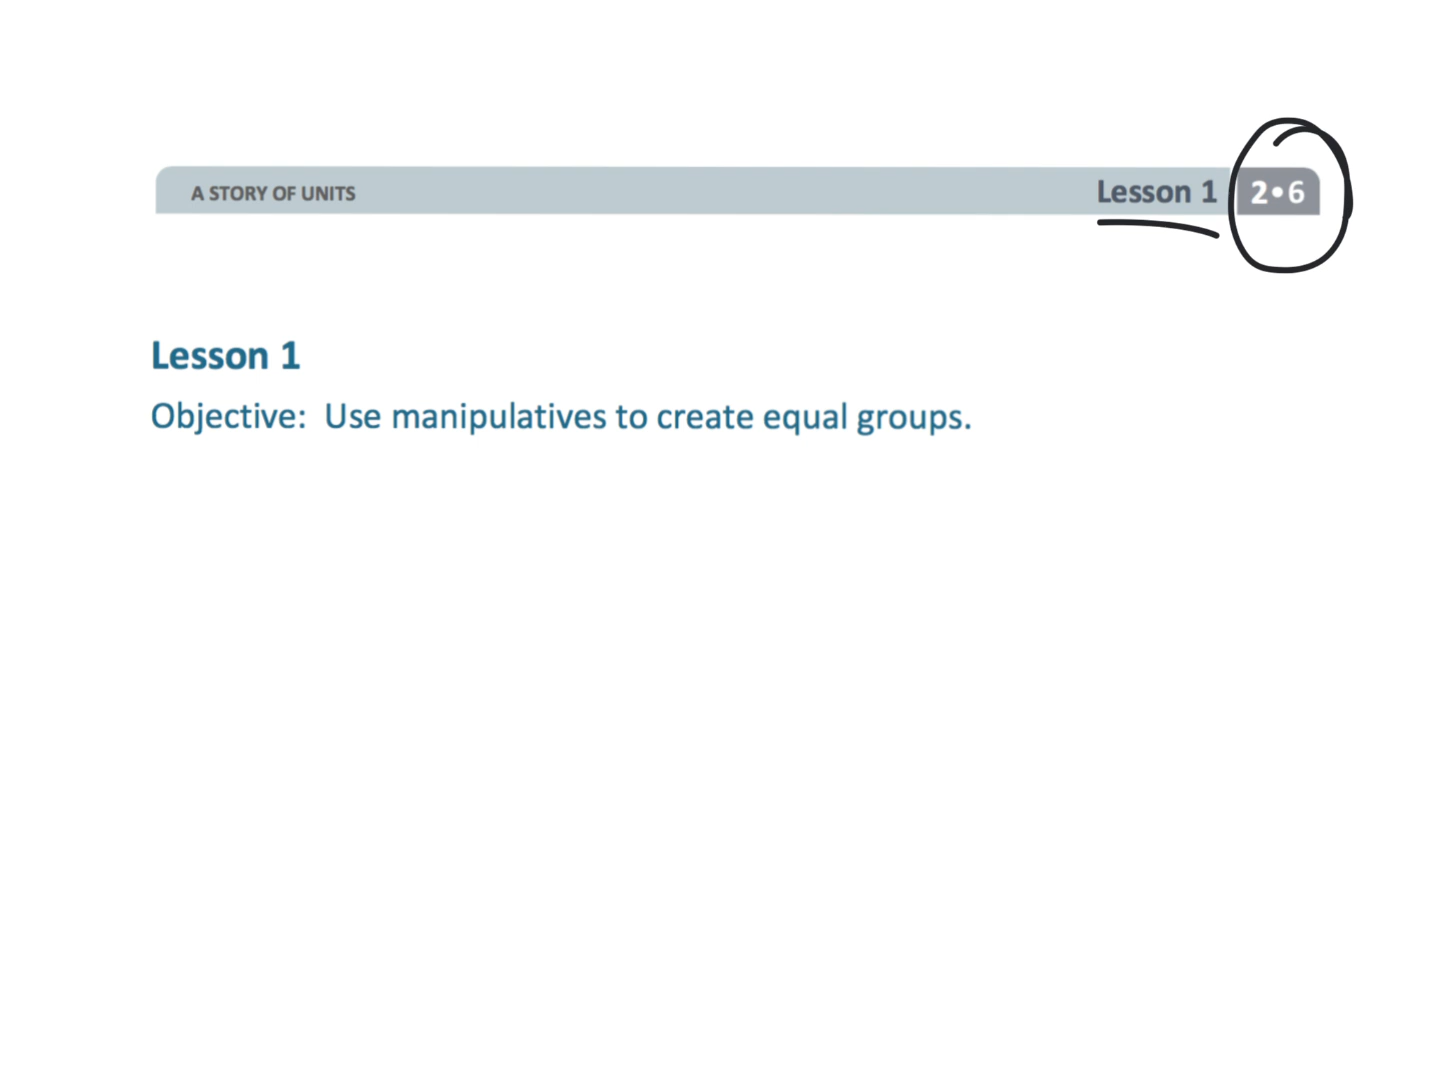 A STORY OF UNITS Lesson 1 2•6
Lesson 1
Objective: Use manipulatives to create equal groups.